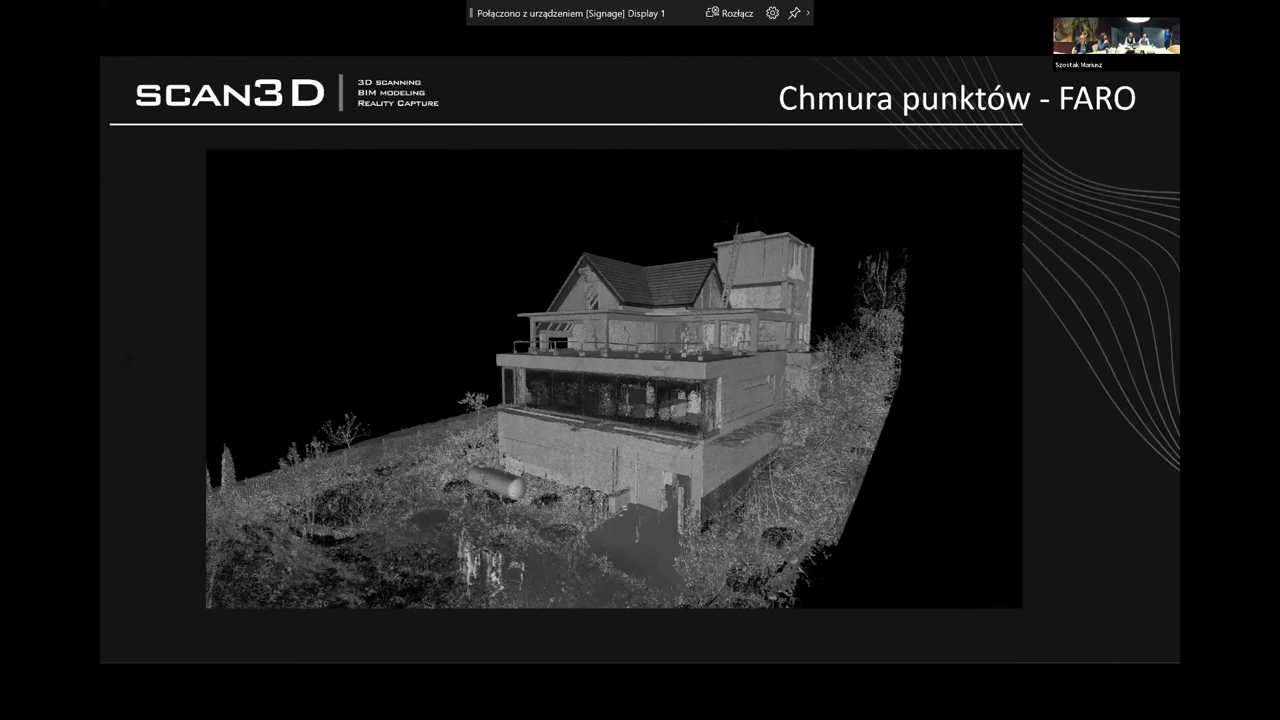 Połączono z urządzeniem [Signage] Display 1
Rozłącz
Szostak Mariusz
SCAN3D
3D scanning
BIM modeling
Reality Capture
Chmura punktów - FARO